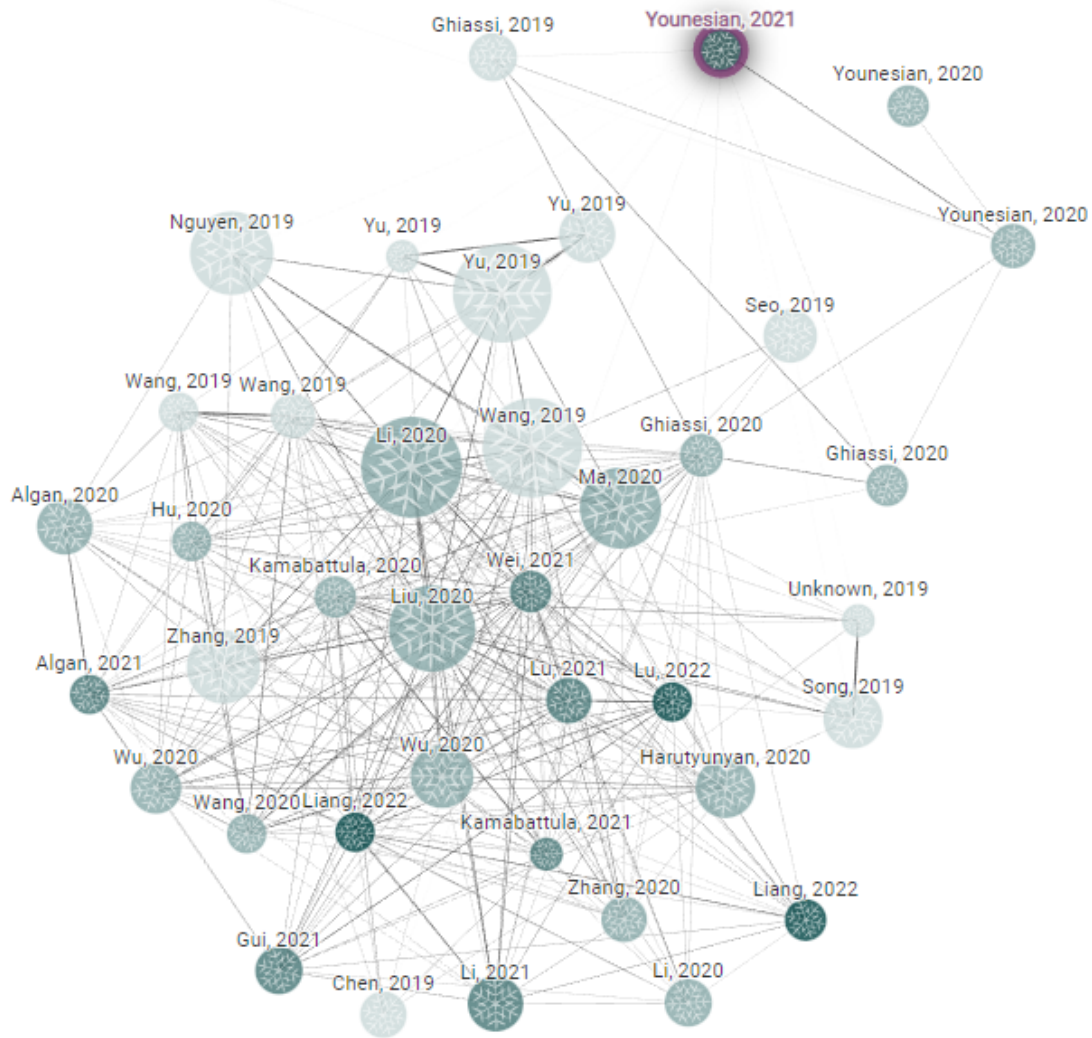 Ghiassi, 2019
Younesian, 2021
Younesian, 2020
Younesian, 2020
Nguyen, 2019
Yu, 2019
Yu, 2019
Yu, 2019
Seo, 2019
Wang, 2019
Wang, 2019
Wang, 2019
Li, 2020
Ghiassi, 2020
Ghiassi, 2020
Ma, 2020
Algan, 2020
Hu, 2020
Kamabattula, 2020
Wei, 2021
Liu, 2020
Unknown, 2019
Zhang, 2019
Algan, 2021
Lu, 2021
Lu, 2022
Song, 2019
Wu, 2020
Wu, 2020
Harutyunyan, 2020
Wang, 2020
Liang, 2022
Kamabattula, 2021
Zhang, 2020
Liang, 2022
Gui, 2021
Chen, 2019
Li, 2021
Li, 2020